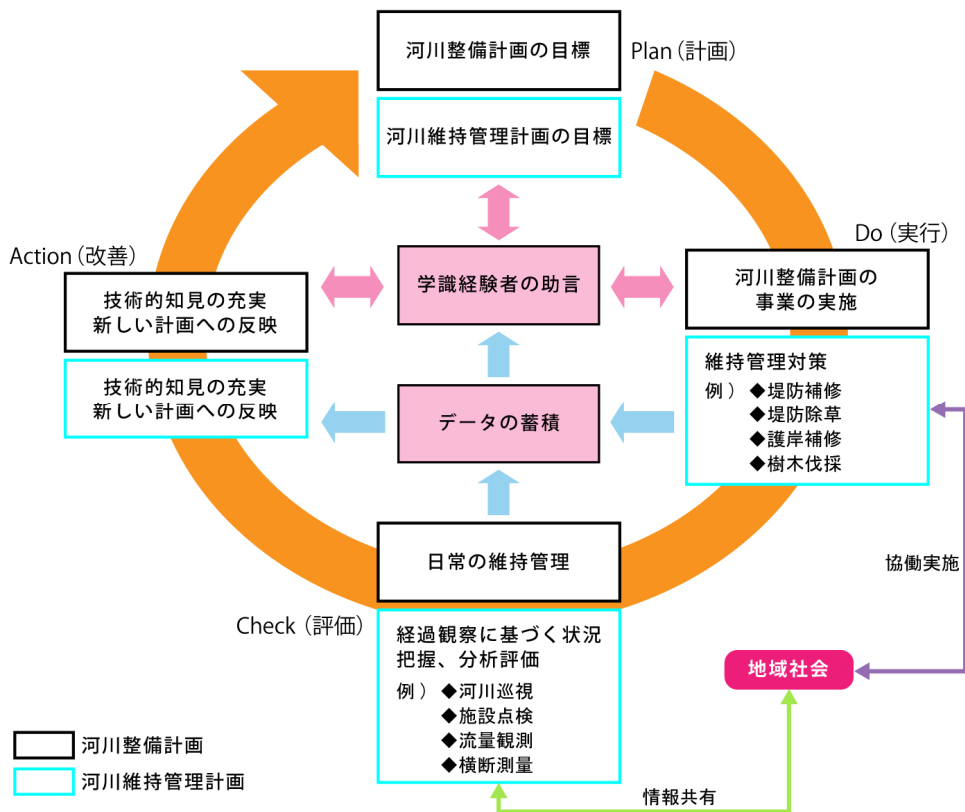 河川整備計画の目標
Plan（計画）
河川維持管理計画の目標
Do（実行）
Action（改善）
学識経験者の助言
河川整備計画の
事業の実施
技術的知見の充実
新しい計画への反映
維持管理対策
例）◆堤防補修
◆堤防除草
◆護岸補修
◆樹木伐採
技術的知見の充実
新しい計画への反映
データの蓄積
日常の維持管理
協働実施
Check（評価）
経過観察に基づく状況
把握、分析評価
例）◆河川巡視
◆施設点検
◆流量観測
◆横断測量
地域社会
河川整備計画
河川維持管理計画
情報共有